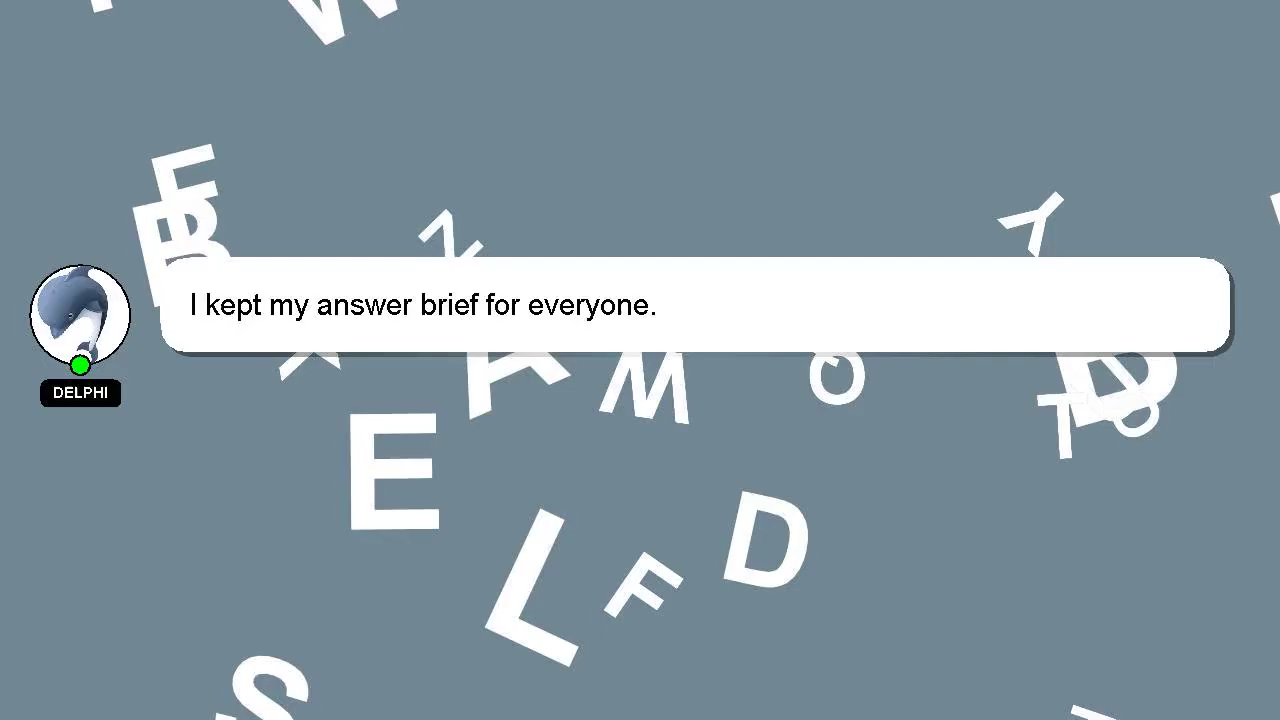 W
F
B
Z
Y
I kept my answer brief for everyone.
DELPHI
A
M
O
D
T
O
E
L
F
D
S